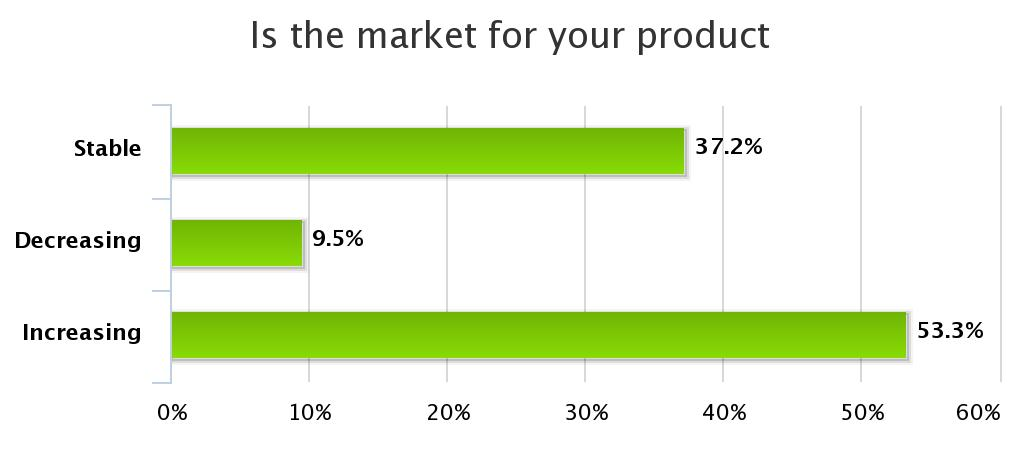 Is the market for your product
Stable
37.2%
Decreasing
9.5%
Increasing
53.3%
0% 10% 20% 30% 40% 50% 60%